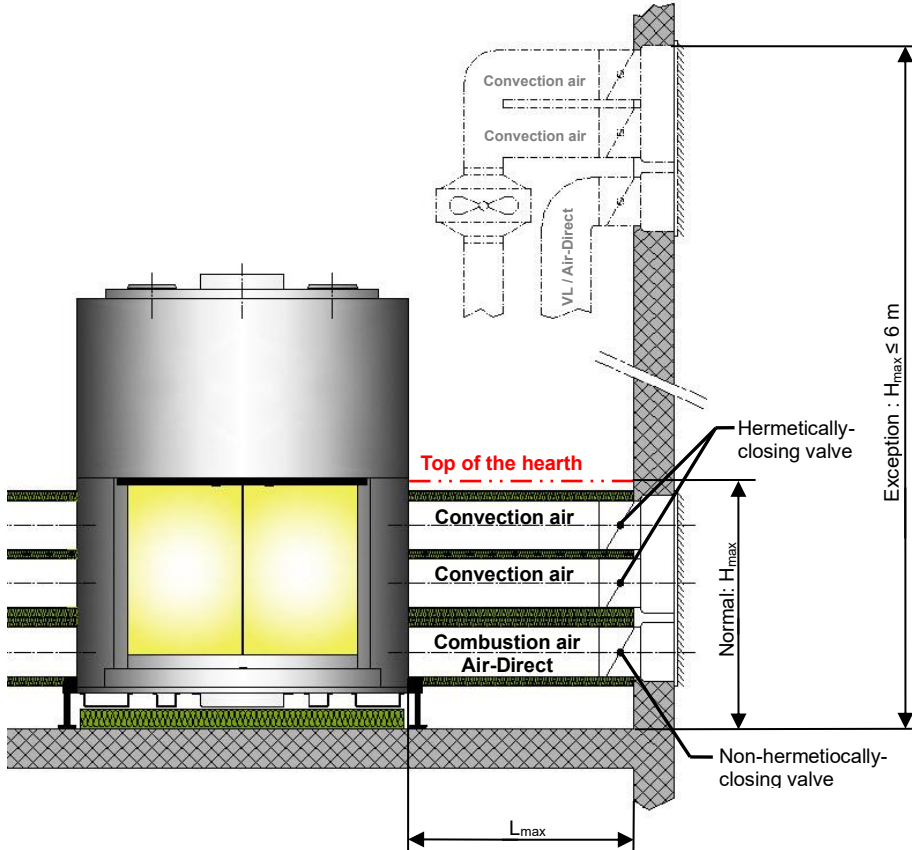 Convection air
Convection air
VL / Air-Direct
Exception : Hmax ≤ 6 m
Hermetically-
closing valve
Top of the hearth
Convection air
Convection air
Normal: Hmax
Combustion air
Air-Direct
Non-hermetiocally-
closing valve
Lmax